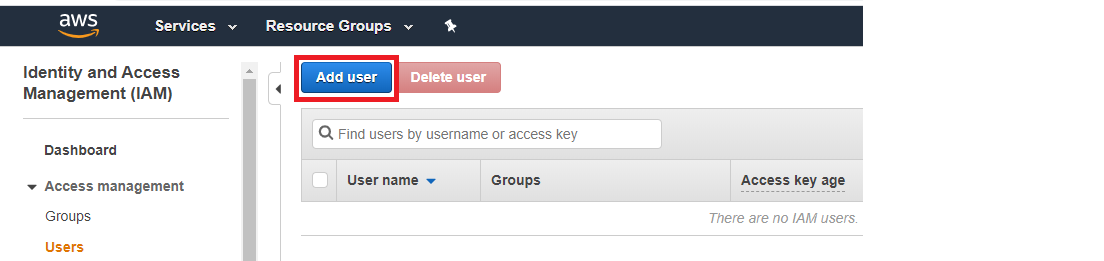 aws Services Resource Groups
Identity and Access
Management (IAM)
Add user Delete user
Find users by username or access key
Dashboard
Access management
User name Groups Access key age
Groups
There are no IAM users.
Users